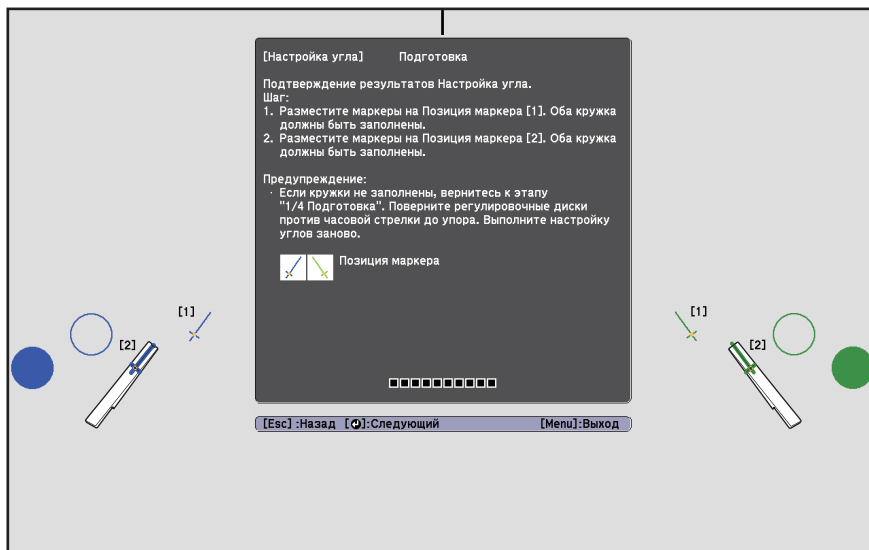 [Настройка угла] Подготовка
Подтверждение результатов Настройка угла.
Шаг:
1. Разместите маркеры на Позиция маркера [1]. Оба кружка
должны быть заполнены.
2. Разместите маркеры на Позиция маркера [2]. Оба кружка
должны быть заполнены.
Предупреждение:
· Если кружки не заполнены, вернитесь к этапу
"1/4 Подготовка". Поверните регулировочные диски
против часовой стрелки до упора. Выполните настройку
углов заново.
Позиция маркера
[1]
[2]
[1]
[2]
[Esc] :Назад [↵]:Следующий [Menu]:Выход